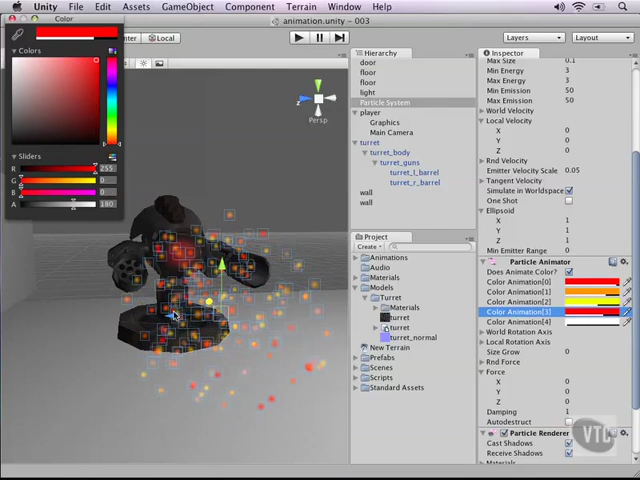 Unity File Edit Assets GameObject Component Terrain Window Help
Color
animation.unity - 003
Local
Layers
Layout
Colors
Sliders
R 255
G 0
B 0
A 180
Persp
Hierarchy
door
floor
floor
light
Particle System
player
Graphics
Main Camera
turret
turret_body
turret_guns
turret_l_barrel
turret_r_barrel
wall
wall
Project
Create
Animations
Audio
Materials
Models
Turret
Materials
turret
turret
turret_normal
New Terrain
Prefabs
Scenes
Scripts
Standard Assets
Inspector
Max Size 0.1
Min Energy 3
Max Energy 3
Min Emission 50
Max Emission 50
World Velocity
Local Velocity
X 0
Y 0
Z 0
Rnd Velocity
Emitter Velocity Scale 0.05
Tangent Velocity
Simulate in Worldspace
One Shot
Ellipsoid
X 1
Y 1
Z 1
Min Emitter Range 0
Particle Animator
Does Animate Color?
Color Animation[0]
Color Animation[1]
Color Animation[2]
Color Animation[3]
Color Animation[4]
World Rotation Axis
Local Rotation Axis
Size Grow 0
Rnd Force
Force
X 0
Y 0
Z 0
Damping 1
Autodestruct
Particle Renderer
Cast Shadows
Receive Shadows
Materials
VTC